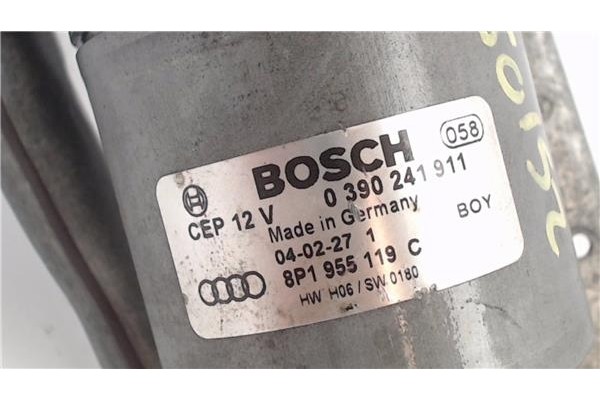 BOSCH 058
CEP 12 V 0 390 241 911
Made in Germany BOY
04-02-27 1
8P1 955 119 C
HW H06 / SW 0180